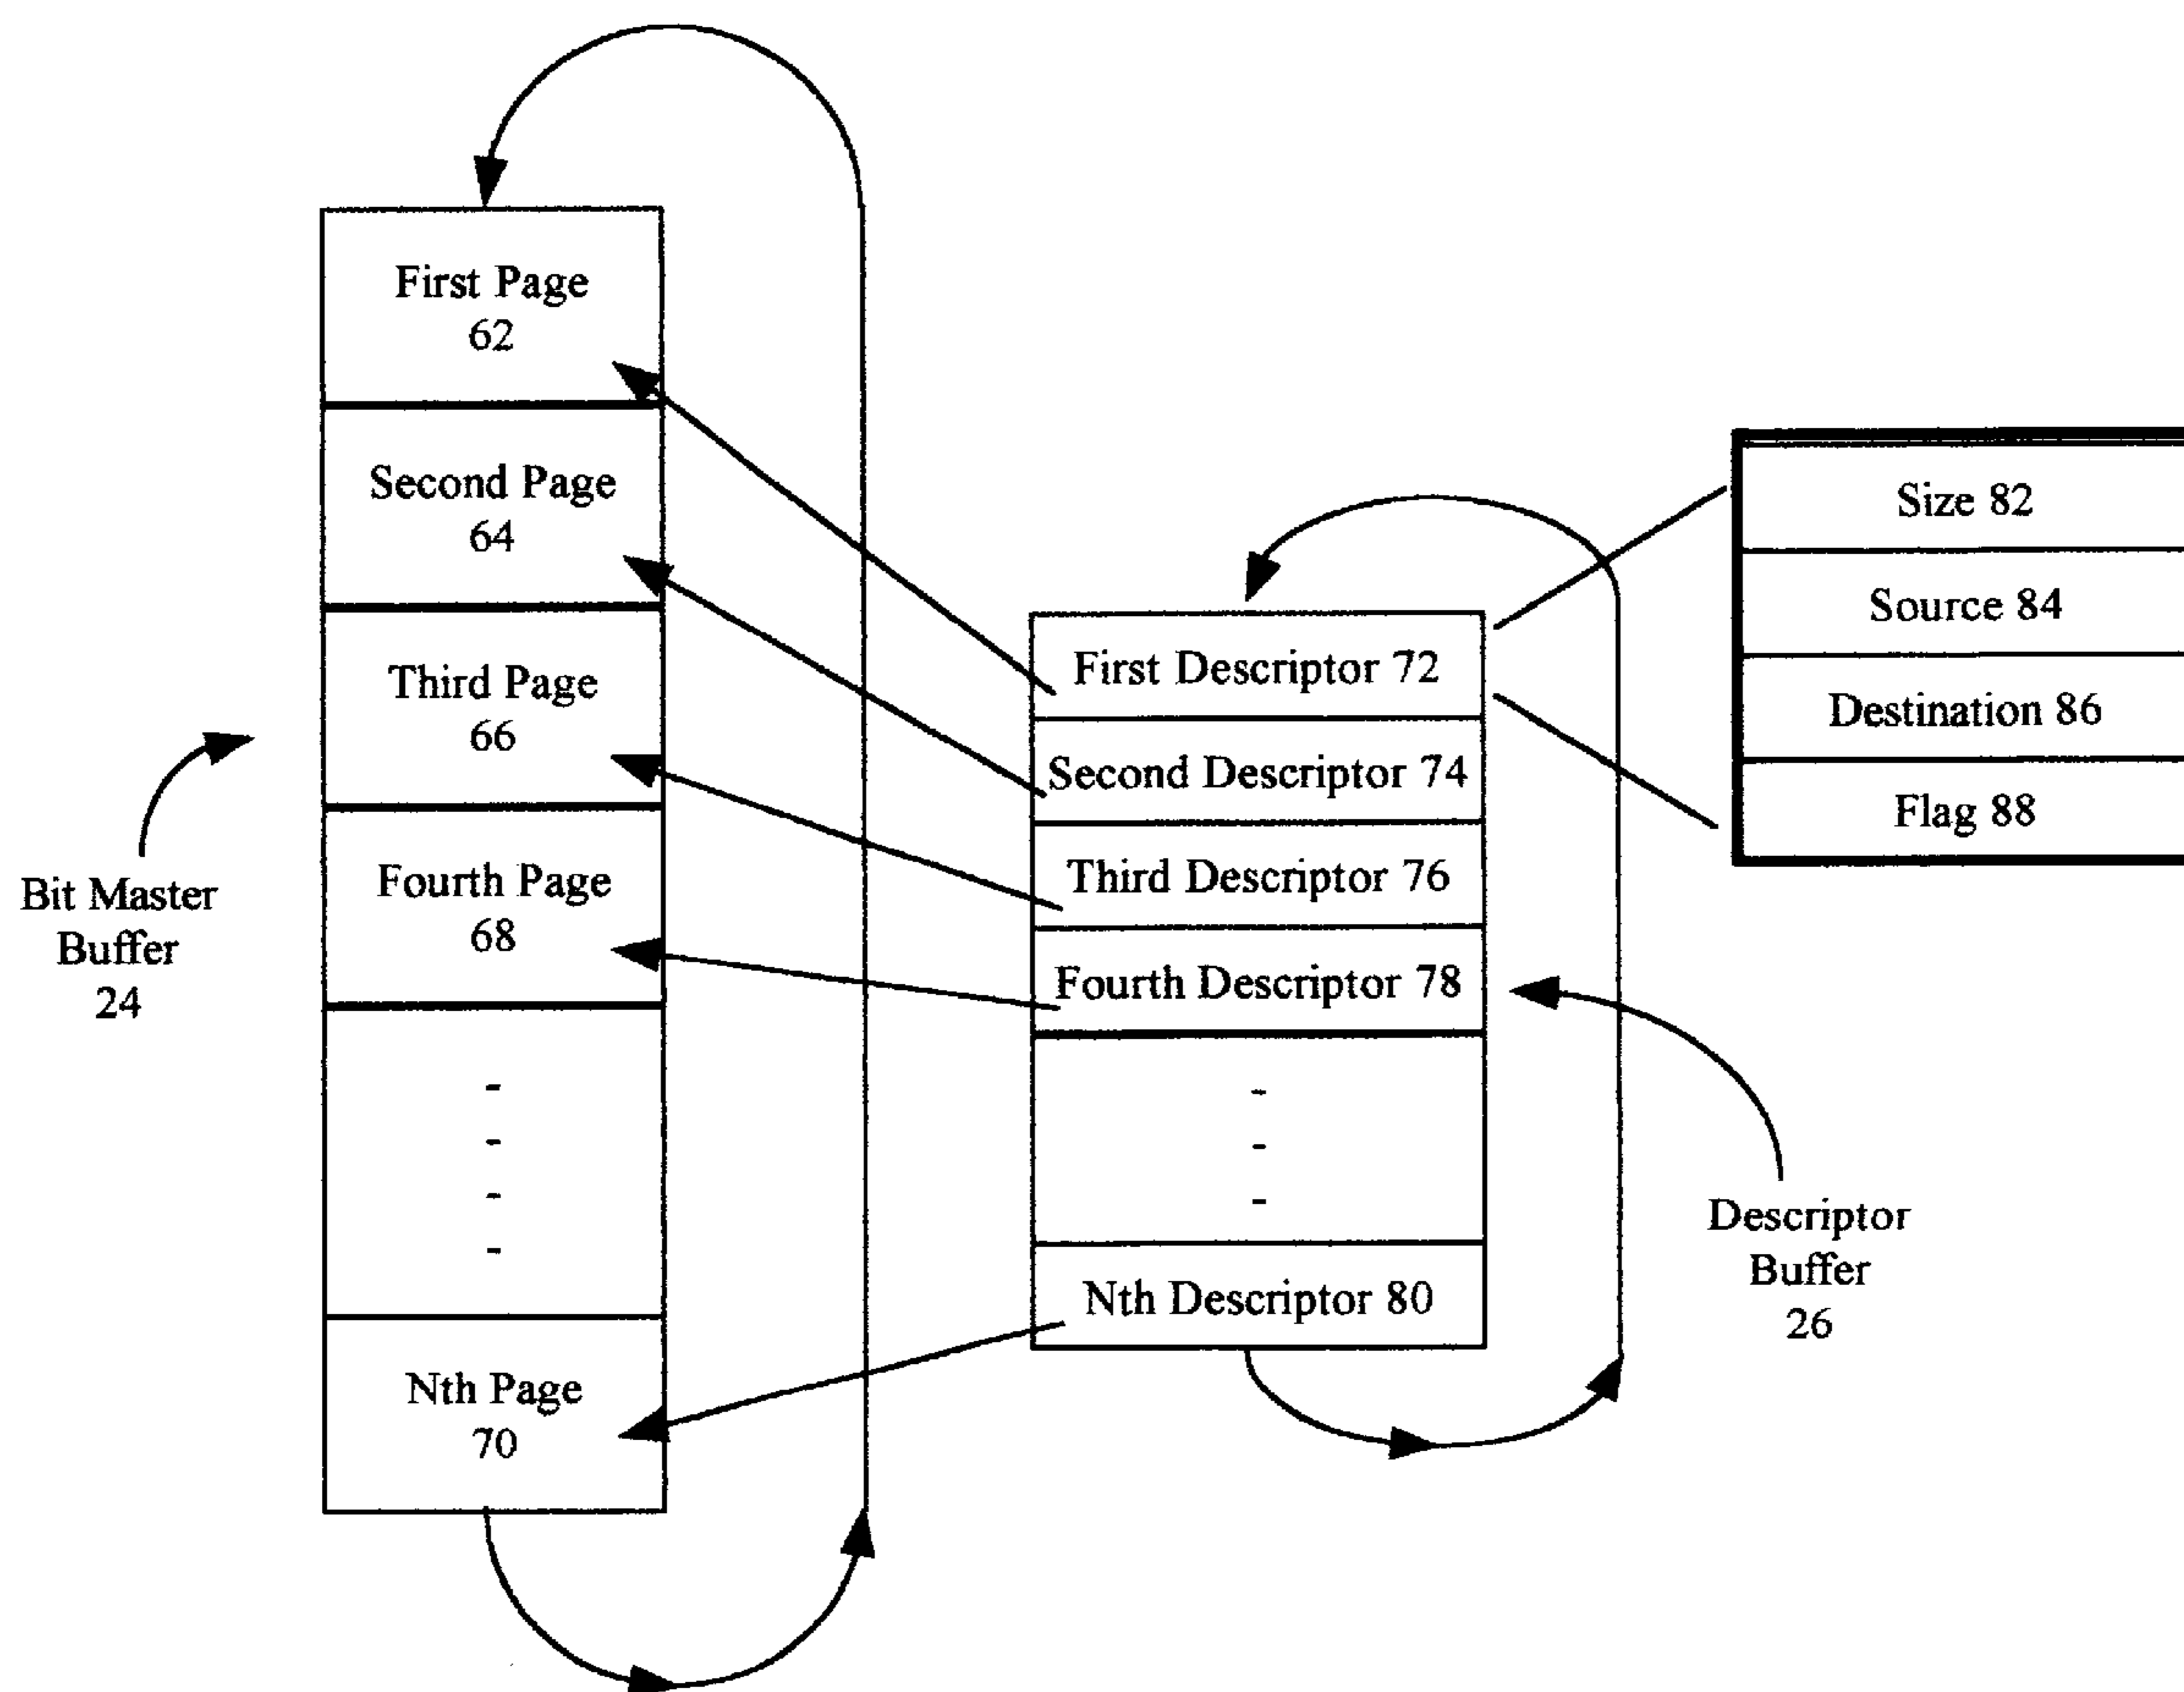 First Page
62
Second Page
64
Third Page
66
Fourth Page
68
-
-
-
-
Nth Page
70
Bit Master
Buffer
24
First Descriptor 72
Second Descriptor 74
Third Descriptor 76
Fourth Descriptor 78
-
-
-
Nth Descriptor 80
Size 82
Source 84
Destination 86
Flag 88
Descriptor
Buffer
26